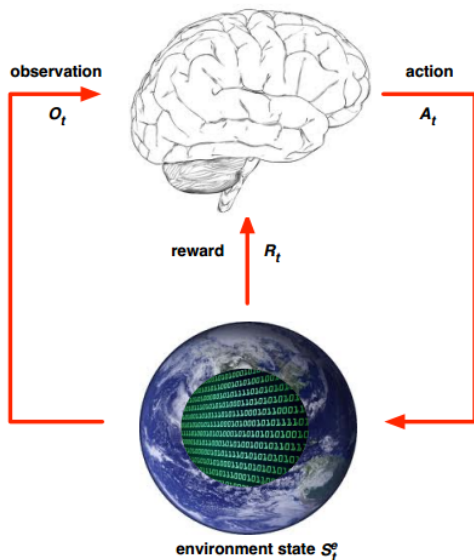 observation
action
O_t
A_t
reward
R_t
environment state S_t^e